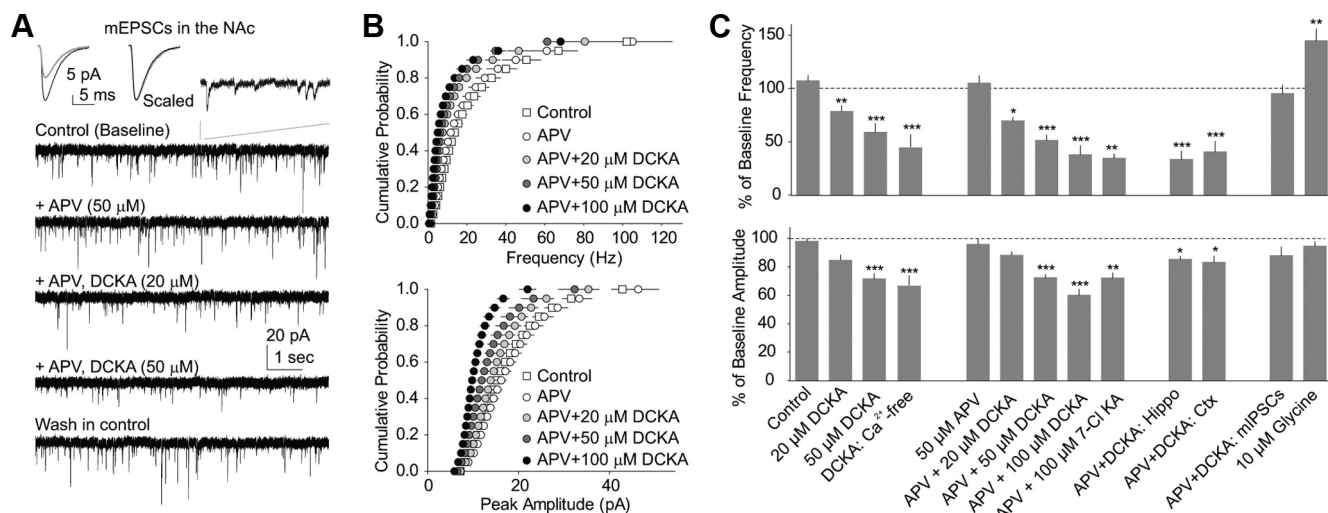 A
mEPSCs in the NAc
5 pA
5 ms
Scaled
Control (Baseline)
+ APV (50 μM)
+ APV, DCKA (20 μM)
20 pA
1 sec
+ APV, DCKA (50 μM)
Wash in control
B
Cumulative Probability
1.0
0.8
0.6
0.4
0.2
0.0
Control
APV
APV+20 μM DCKA
APV+50 μM DCKA
APV+100 μM DCKA
0 20 40 60 80 100 120
Frequency (Hz)
Cumulative Probability
1.0
0.8
0.6
0.4
0.2
0.0
Control
APV
APV+20 μM DCKA
APV+50 μM DCKA
APV+100 μM DCKA
0 20 40
Peak Amplitude (pA)
C
% of Baseline Frequency
150
100
50
0
** ** *** * *** *** ** *** *** **
% of Baseline Amplitude
100
80
60
40
20
0
*** *** *** *** ** * *
Control
20 μM DCKA
50 μM DCKA
DCKA: Ca2+-free
50 μM APV
APV + 20 μM DCKA
APV + 50 μM DCKA
APV + 100 μM DCKA
APV + 100 μM 7-Cl KA
APV+DCKA: Hippo
APV+DCKA: Ctx
APV+DCKA: mIPSCs
10 μM Glycine